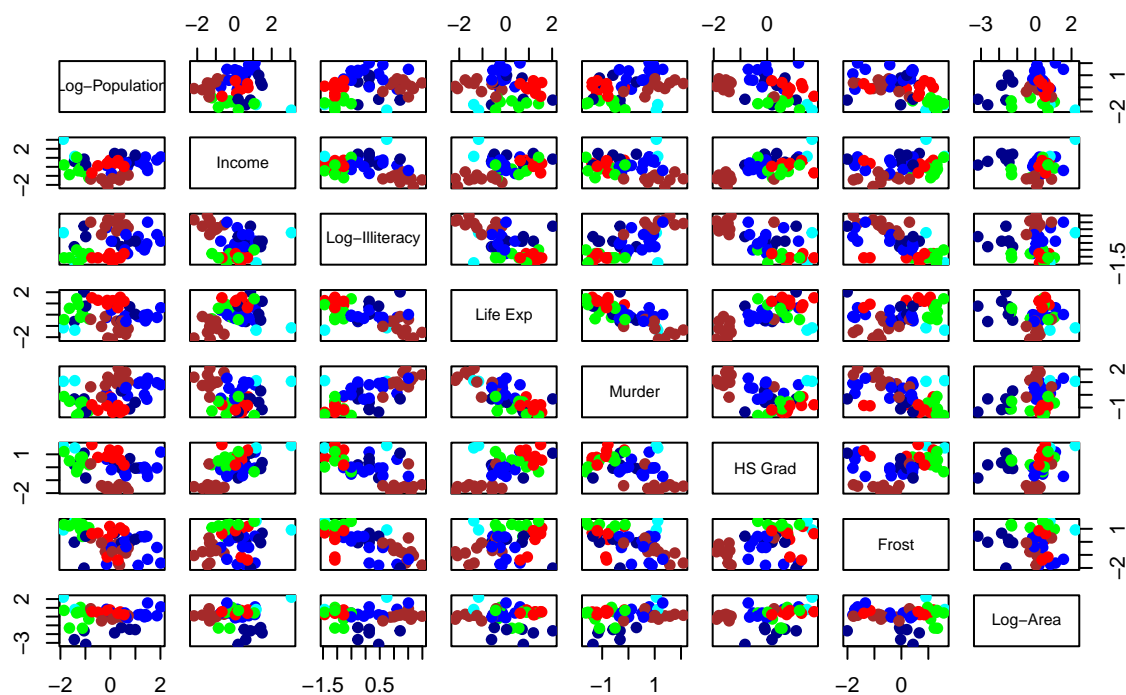 −2 0 2 −2 0 2 0 −3 0 2
Log−Population 1
−2
2
−2
Income
Log−Illiteracy
−1.5
2
−2
Life Exp
Murder
2
−1
1
−2
HS Grad
Frost
1
−2
2
−3
Log−Area
−2 0 2 −1.5 0.5 −1 1 −2 0